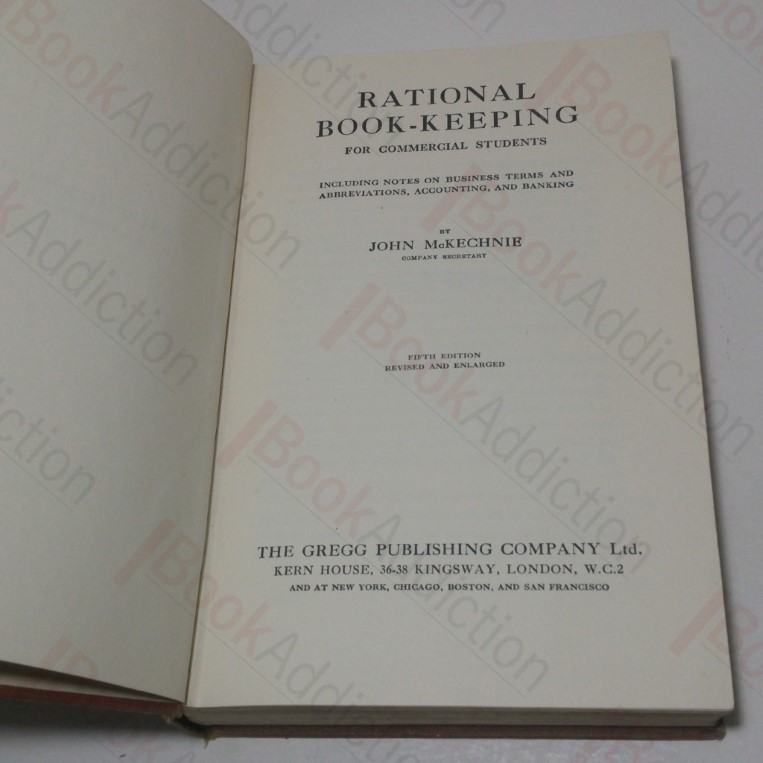 RATIONAL
BOOK-KEEPING
FOR COMMERCIAL STUDENTS
INCLUDING NOTES ON BUSINESS TERMS AND
ABBREVIATIONS, ACCOUNTING, AND BANKING
BY
JOHN McKECHNIE
COMPANY SECRETARY
FIFTH EDITION
REVISED AND ENLARGED
THE GREGG PUBLISHING COMPANY Ltd.
KERN HOUSE, 36-38 KINGSWAY, LONDON, W.C.2
AND AT NEW YORK, CHICAGO, BOSTON, AND SAN FRANCISCO
BookAddiction